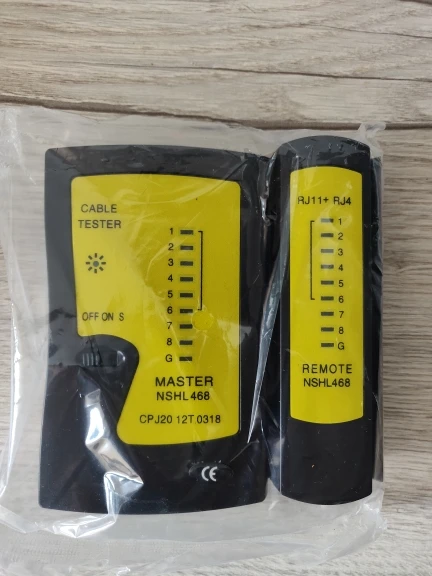 CABLE
TESTER
OFF ON S
1
2
3
4
5
6
7
8
G
MASTER
NSHL468
CPJ20 12T 0318
CE
RJ11+ RJ4
1
2
3
4
5
6
7
8
G
REMOTE
NSHL468